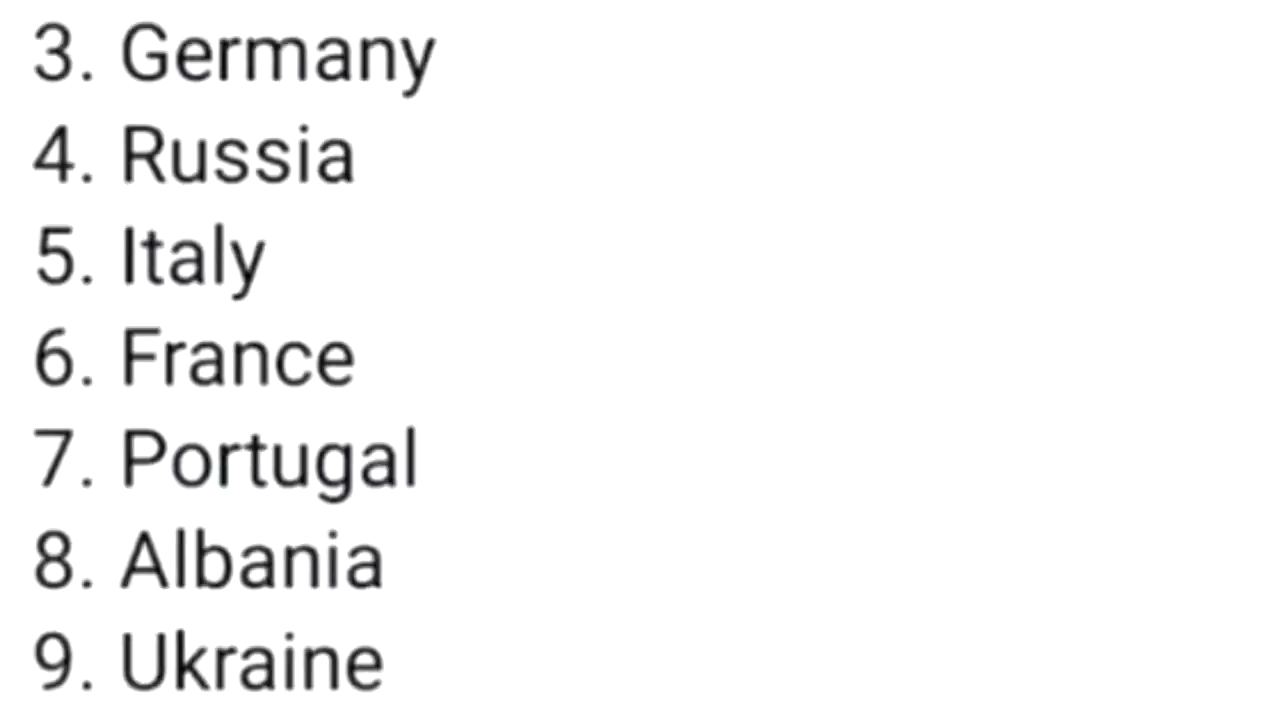 3. Germany
4. Russia
5. Italy
6. France
7. Portugal
8. Albania
9. Ukraine